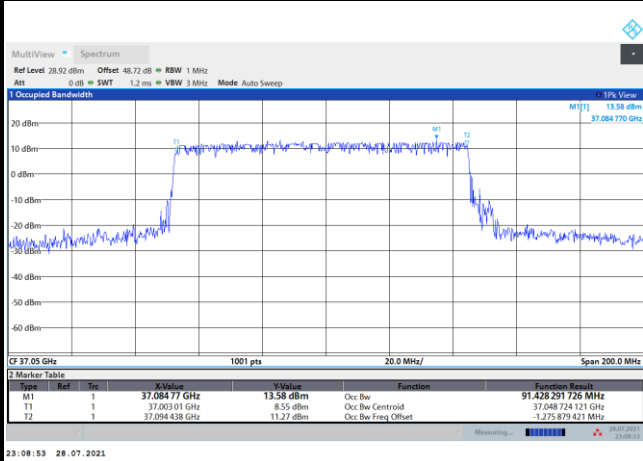 MultiView Spectrum
Ref Level 28.92 dBm Offset 48.72 dB RBW 1 MHz
Att 0 dB SWT 1.2 ms VBW 3 MHz Mode Auto Sweep
1 Occupied Bandwidth 1Pk View
M1[1] 13.58 dBm
37.084 770 GHz
20 dBm
M1
T1 T2
10 dBm
0 dBm
-10 dBm
-20 dBm
-30 dBm
-40 dBm
-50 dBm
-60 dBm
CF 37.05 GHz 1001 pts 20.0 MHz/ Span 200.0 MHz
2 Marker Table
Type Ref Trc X-Value Y-Value Function Function Result
M1 1 37.084 77 GHz 13.58 dBm Occ Bw 91.428 291 726 MHz
T1 1 37.003 01 GHz 8.55 dBm Occ Bw Centroid 37.048 724 121 GHz
T2 1 37.094 438 GHz 11.27 dBm Occ Bw Freq Offset -1.275 879 421 MHz
Measuring... 28.07.2021
23:08:53
23:08:53 28.07.2021